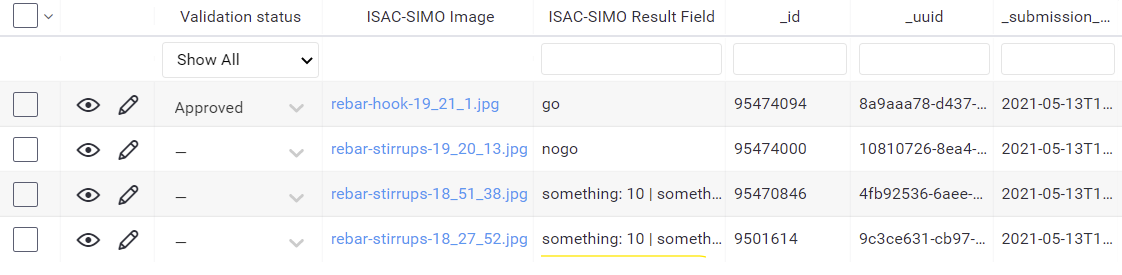 Validation status ISAC-SIMO Image ISAC-SIMO Result Field _id _uuid _submission_...
Show All
Approved rebar-hook-19_21_1.jpg go 95474094 8a9aaa78-d437-... 2021-05-13T1...
— rebar-stirrups-19_20_13.jpg nogo 95474000 10810726-8ea4-... 2021-05-13T1...
— rebar-stirrups-18_51_38.jpg something: 10 | someth... 95470846 4fb92536-6aee-... 2021-05-13T1...
— rebar-stirrups-18_27_52.jpg something: 10 | someth... 9501614 9c3ce631-cb97-... 2021-05-13T1...